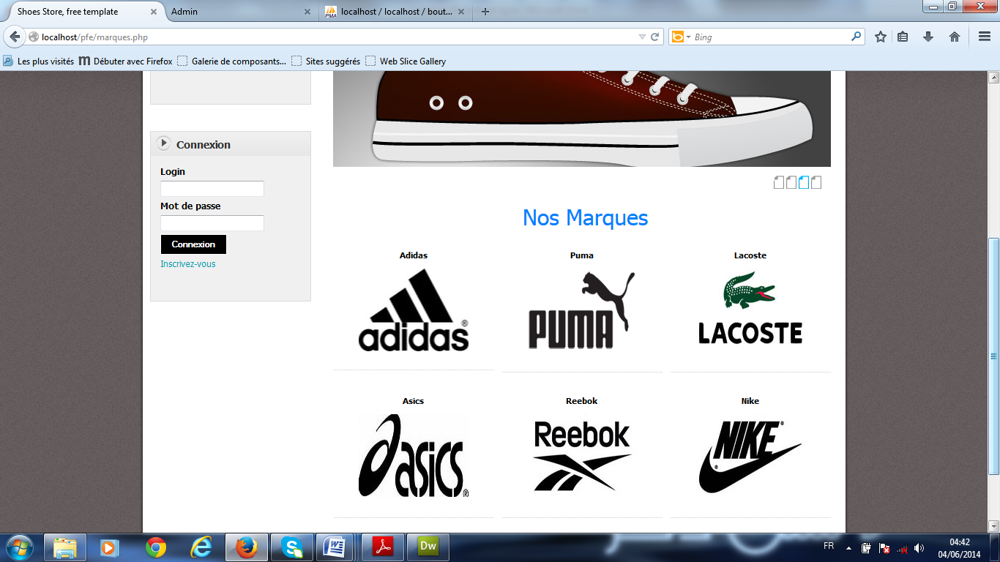 Shoes Store, free template
Admin
localhost / localhost / bout...
localhost/pfe/marques.php
Bing
Les plus visités
Débuter avec Firefox
Galerie de composants...
Sites suggérés
Web Slice Gallery
Connexion
Login
Mot de passe
Connexion
Inscrivez-vous
Nos Marques
Adidas
Puma
Lacoste
adidas®
PUMA
LACOSTE
Asics
Reebok
Nike
asics®
Reebok
NIKE®
FR
04:42
04/06/2014
Dw
PMA